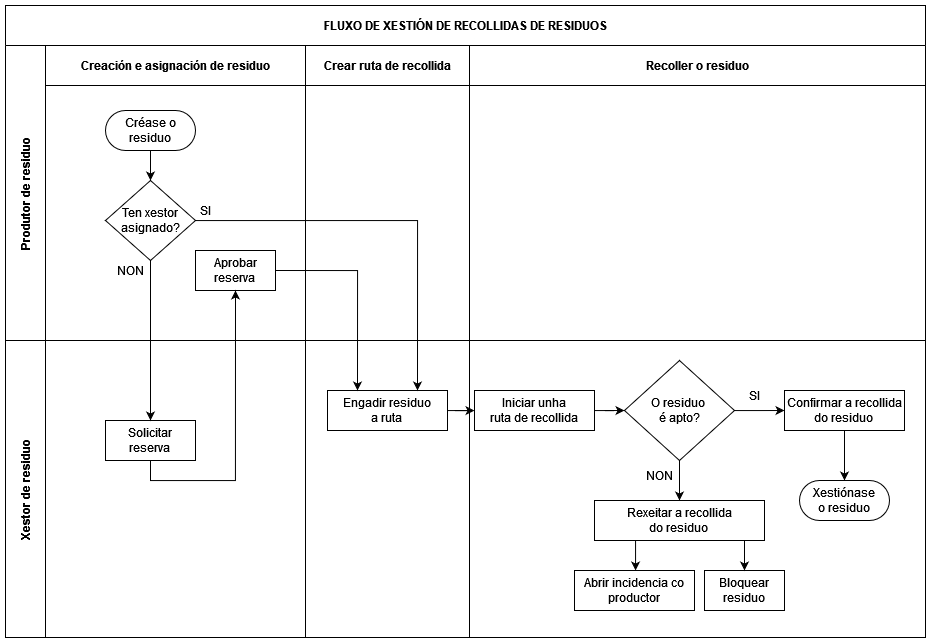 FLUXO DE XESTIÓN DE RECOLLIDAS DE RESIDUOS
Creación e asignación de residuo
Crear ruta de recollida
Recoller o residuo
Produtor de residuo
Créase o
residuo
Ten xestor
asignado?
SI
NON
Aprobar
reserva
Xestor de residuo
Solicitar
reserva
Engadir residuo
a ruta
Iniciar unha
ruta de recollida
O residuo
é apto?
SI
Confirmar a recollida
do residuo
Xestiónase
o residuo
NON
Rexeitar a recollida
do residuo
Abrir incidencia co
productor
Bloquear
residuo